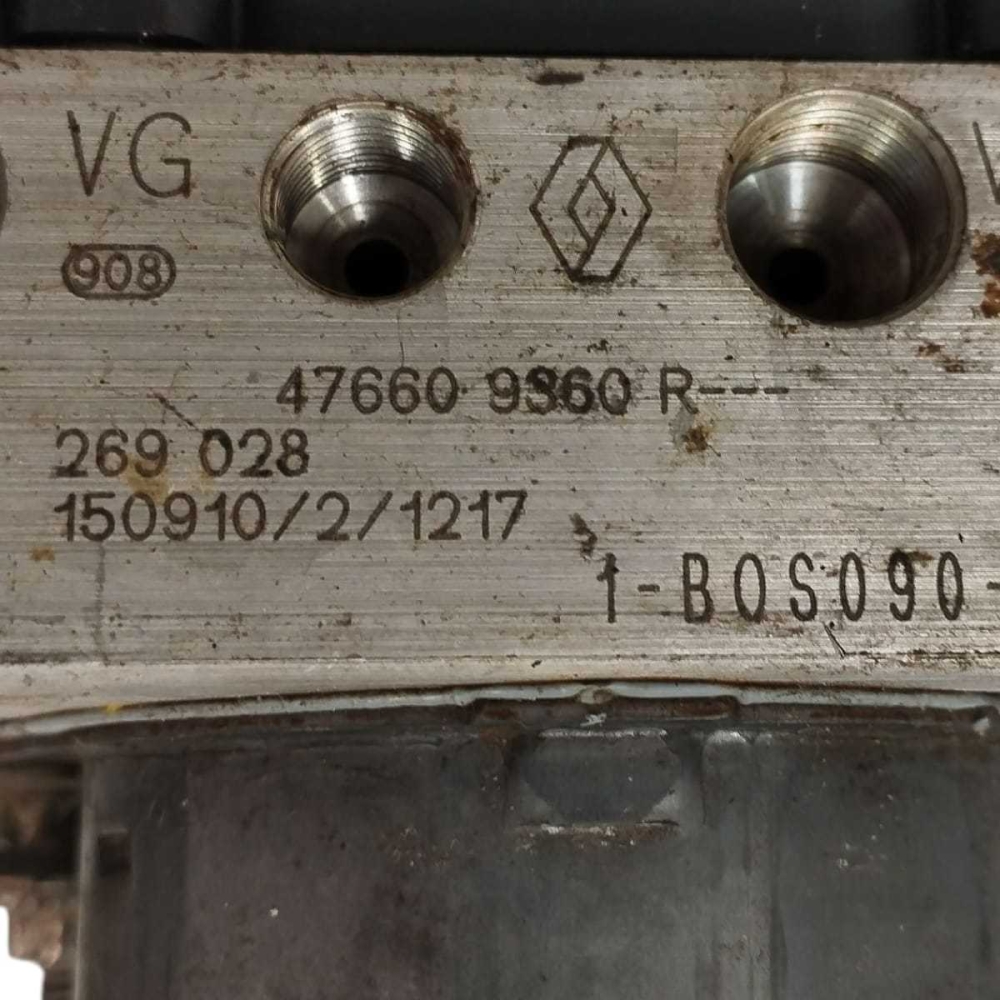 VG
908
47660 9360 R---
269 028
150910/2/1217
1-BOS090-